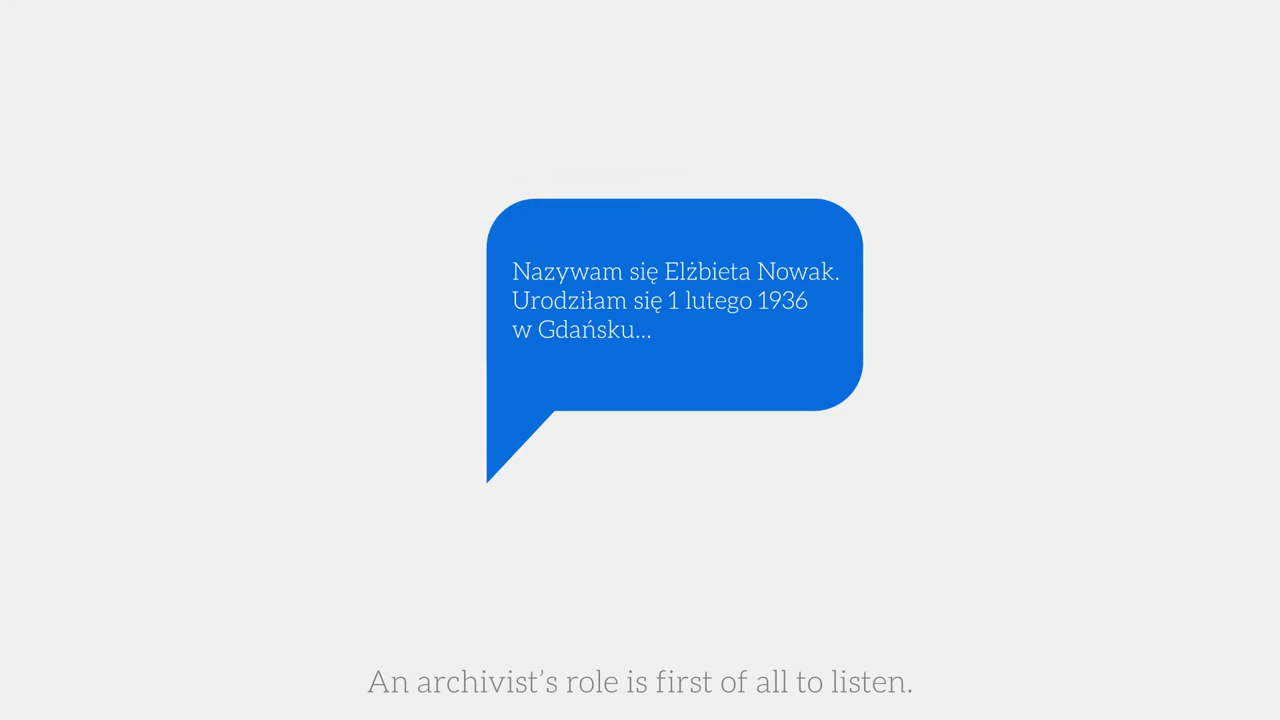 Nazywam się Elżbieta Nowak.
Urodziłam się 1 lutego 1936
w Gdańsku...
An archivist’s role is first of all to listen.